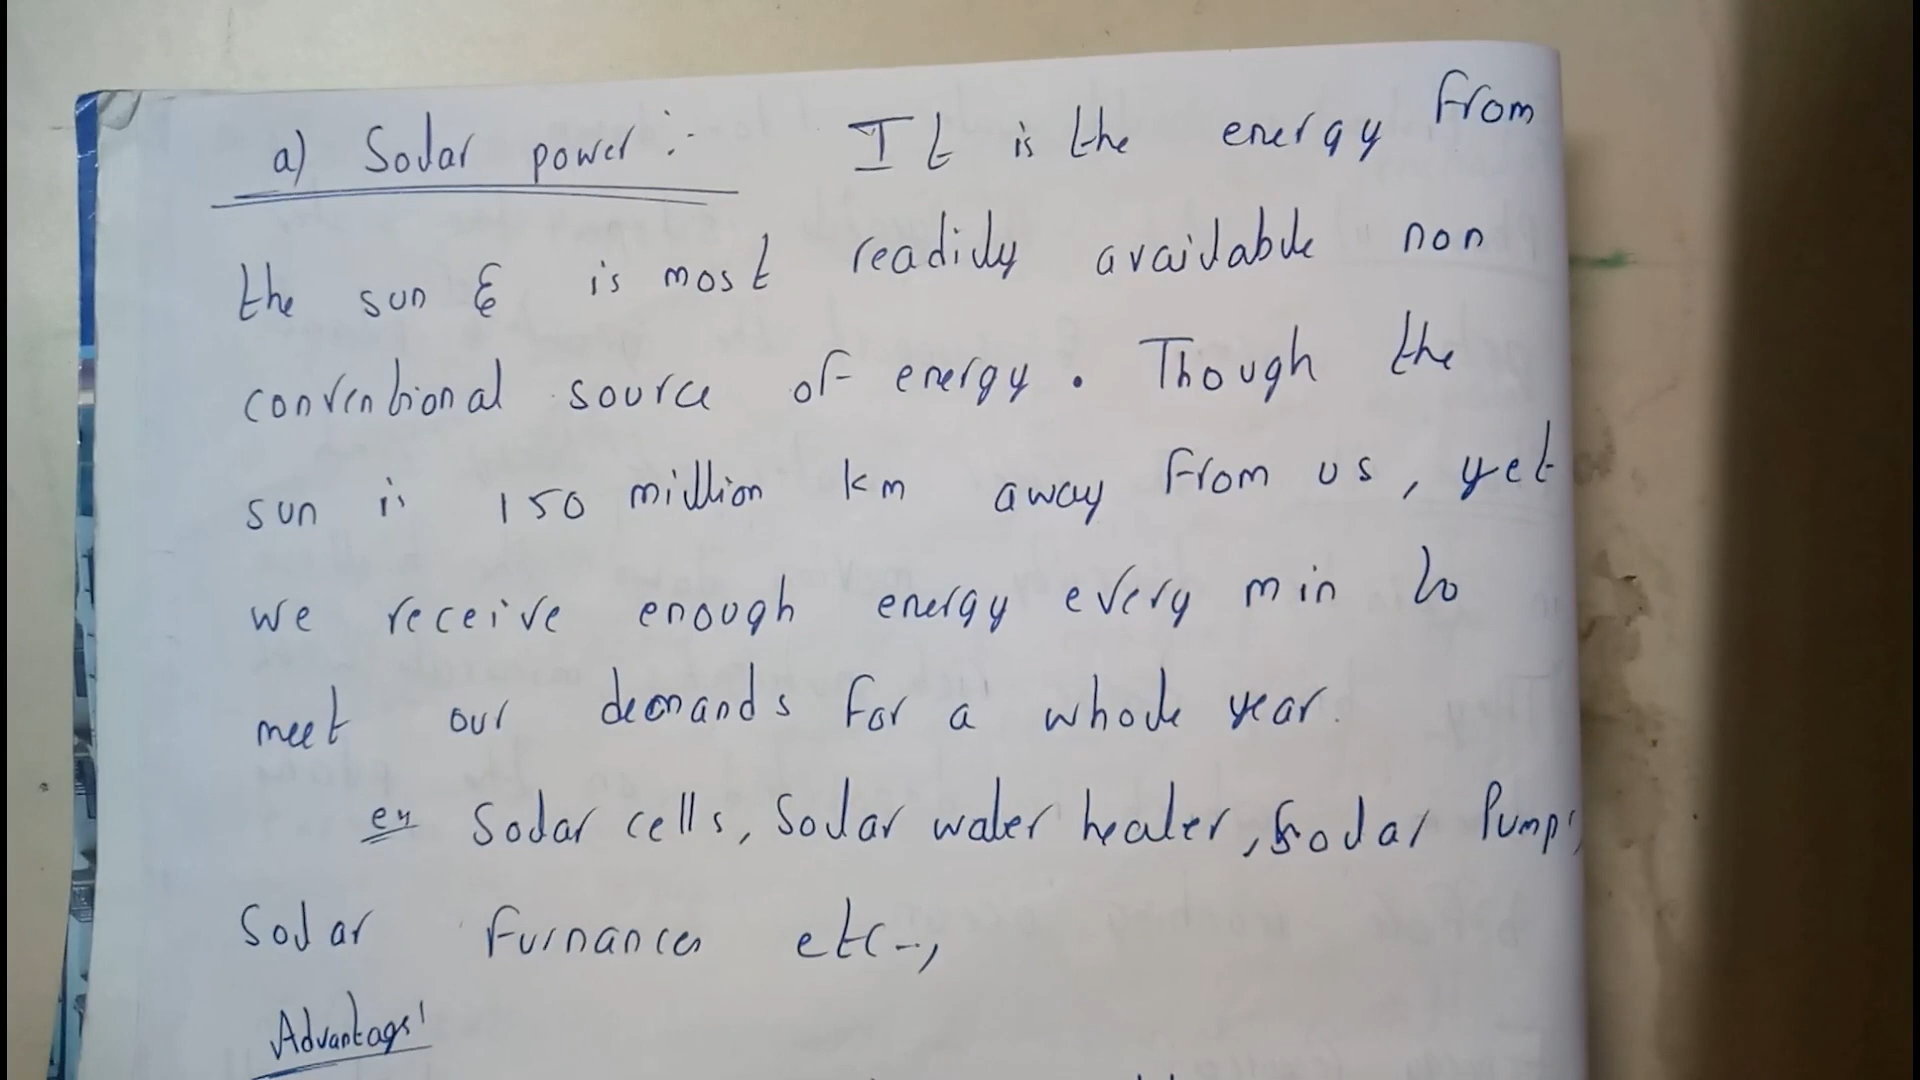 a) Solar power :- It is the energy from
the sun & is most readily available non
conventional source of energy. Though the
sun is 150 million km away from us, yet
we receive enough energy every min to
meet our demands for a whole year.
ex Solar cells, Solar water heater, Solar Pump,
Solar furnances etc-,
Advantags'